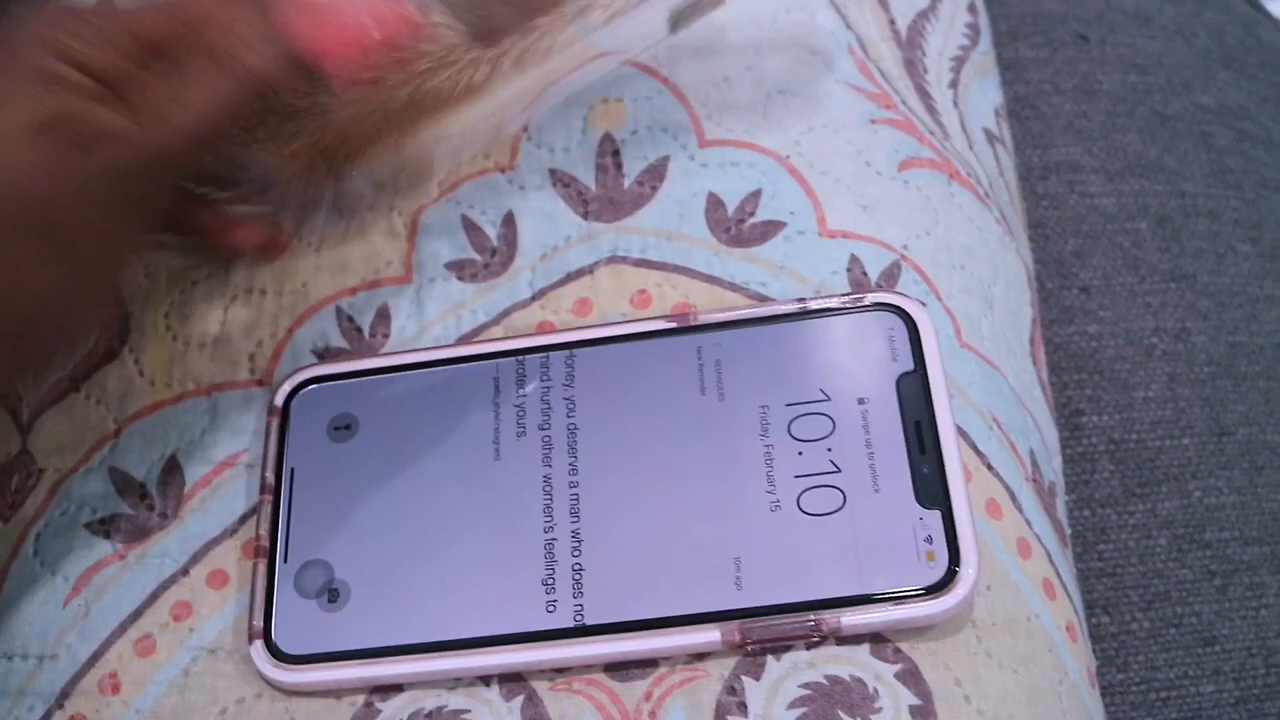 T-Mobile
Swipe up to unlock
10:10
Friday, February 15
REMINDERS
10m ago
New Reminder
Honey, you deserve a man who does not
mind hurting other women's feelings to
protect yours.